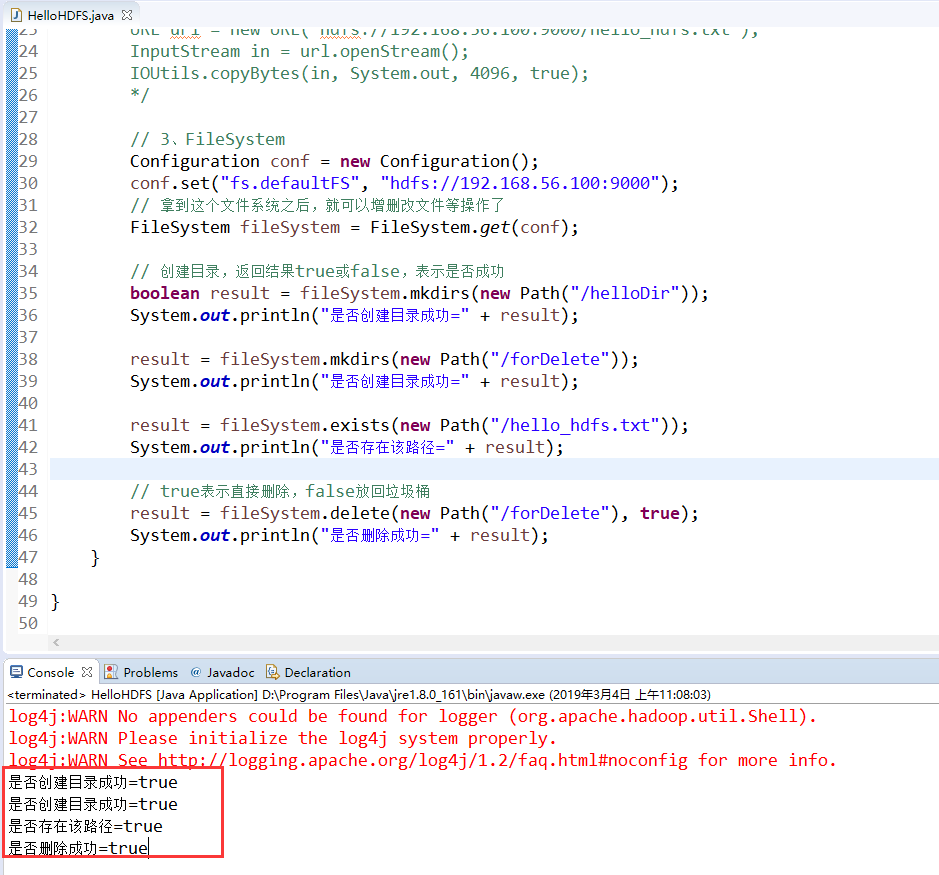 HelloHDFS.java
23 URL url = new URL("hdfs://192.168.56.100:9000/hello_hdfs.txt");
24 InputStream in = url.openStream();
25 IOUtils.copyBytes(in, System.out, 4096, true);
26 */
27
28 // 3、FileSystem
29 Configuration conf = new Configuration();
30 conf.set("fs.defaultFS", "hdfs://192.168.56.100:9000");
31 // 拿到这个文件系统之后，就可以增删改文件等操作了
32 FileSystem fileSystem = FileSystem.get(conf);
33
34 // 创建目录，返回结果true或false，表示是否成功
35 boolean result = fileSystem.mkdirs(new Path("/helloDir"));
36 System.out.println("是否创建目录成功=" + result);
37
38 result = fileSystem.mkdirs(new Path("/forDelete"));
39 System.out.println("是否创建目录成功=" + result);
40
41 result = fileSystem.exists(new Path("/hello_hdfs.txt"));
42 System.out.println("是否存在该路径=" + result);
43
44 // true表示直接删除，false放回垃圾桶
45 result = fileSystem.delete(new Path("/forDelete"), true);
46 System.out.println("是否删除成功=" + result);
47 }
48
49 }
50
Console Problems @ Javadoc Declaration
<terminated> HelloHDFS [Java Application] D:\Program Files\Java\jre1.8.0_161\bin\javaw.exe (2019年3月4日 上午11:08:03)
log4j:WARN No appenders could be found for logger (org.apache.hadoop.util.Shell).
log4j:WARN Please initialize the log4j system properly.
log4j:WARN See http://logging.apache.org/log4j/1.2/faq.html#noconfig for more info.
是否创建目录成功=true
是否创建目录成功=true
是否存在该路径=true
是否删除成功=true